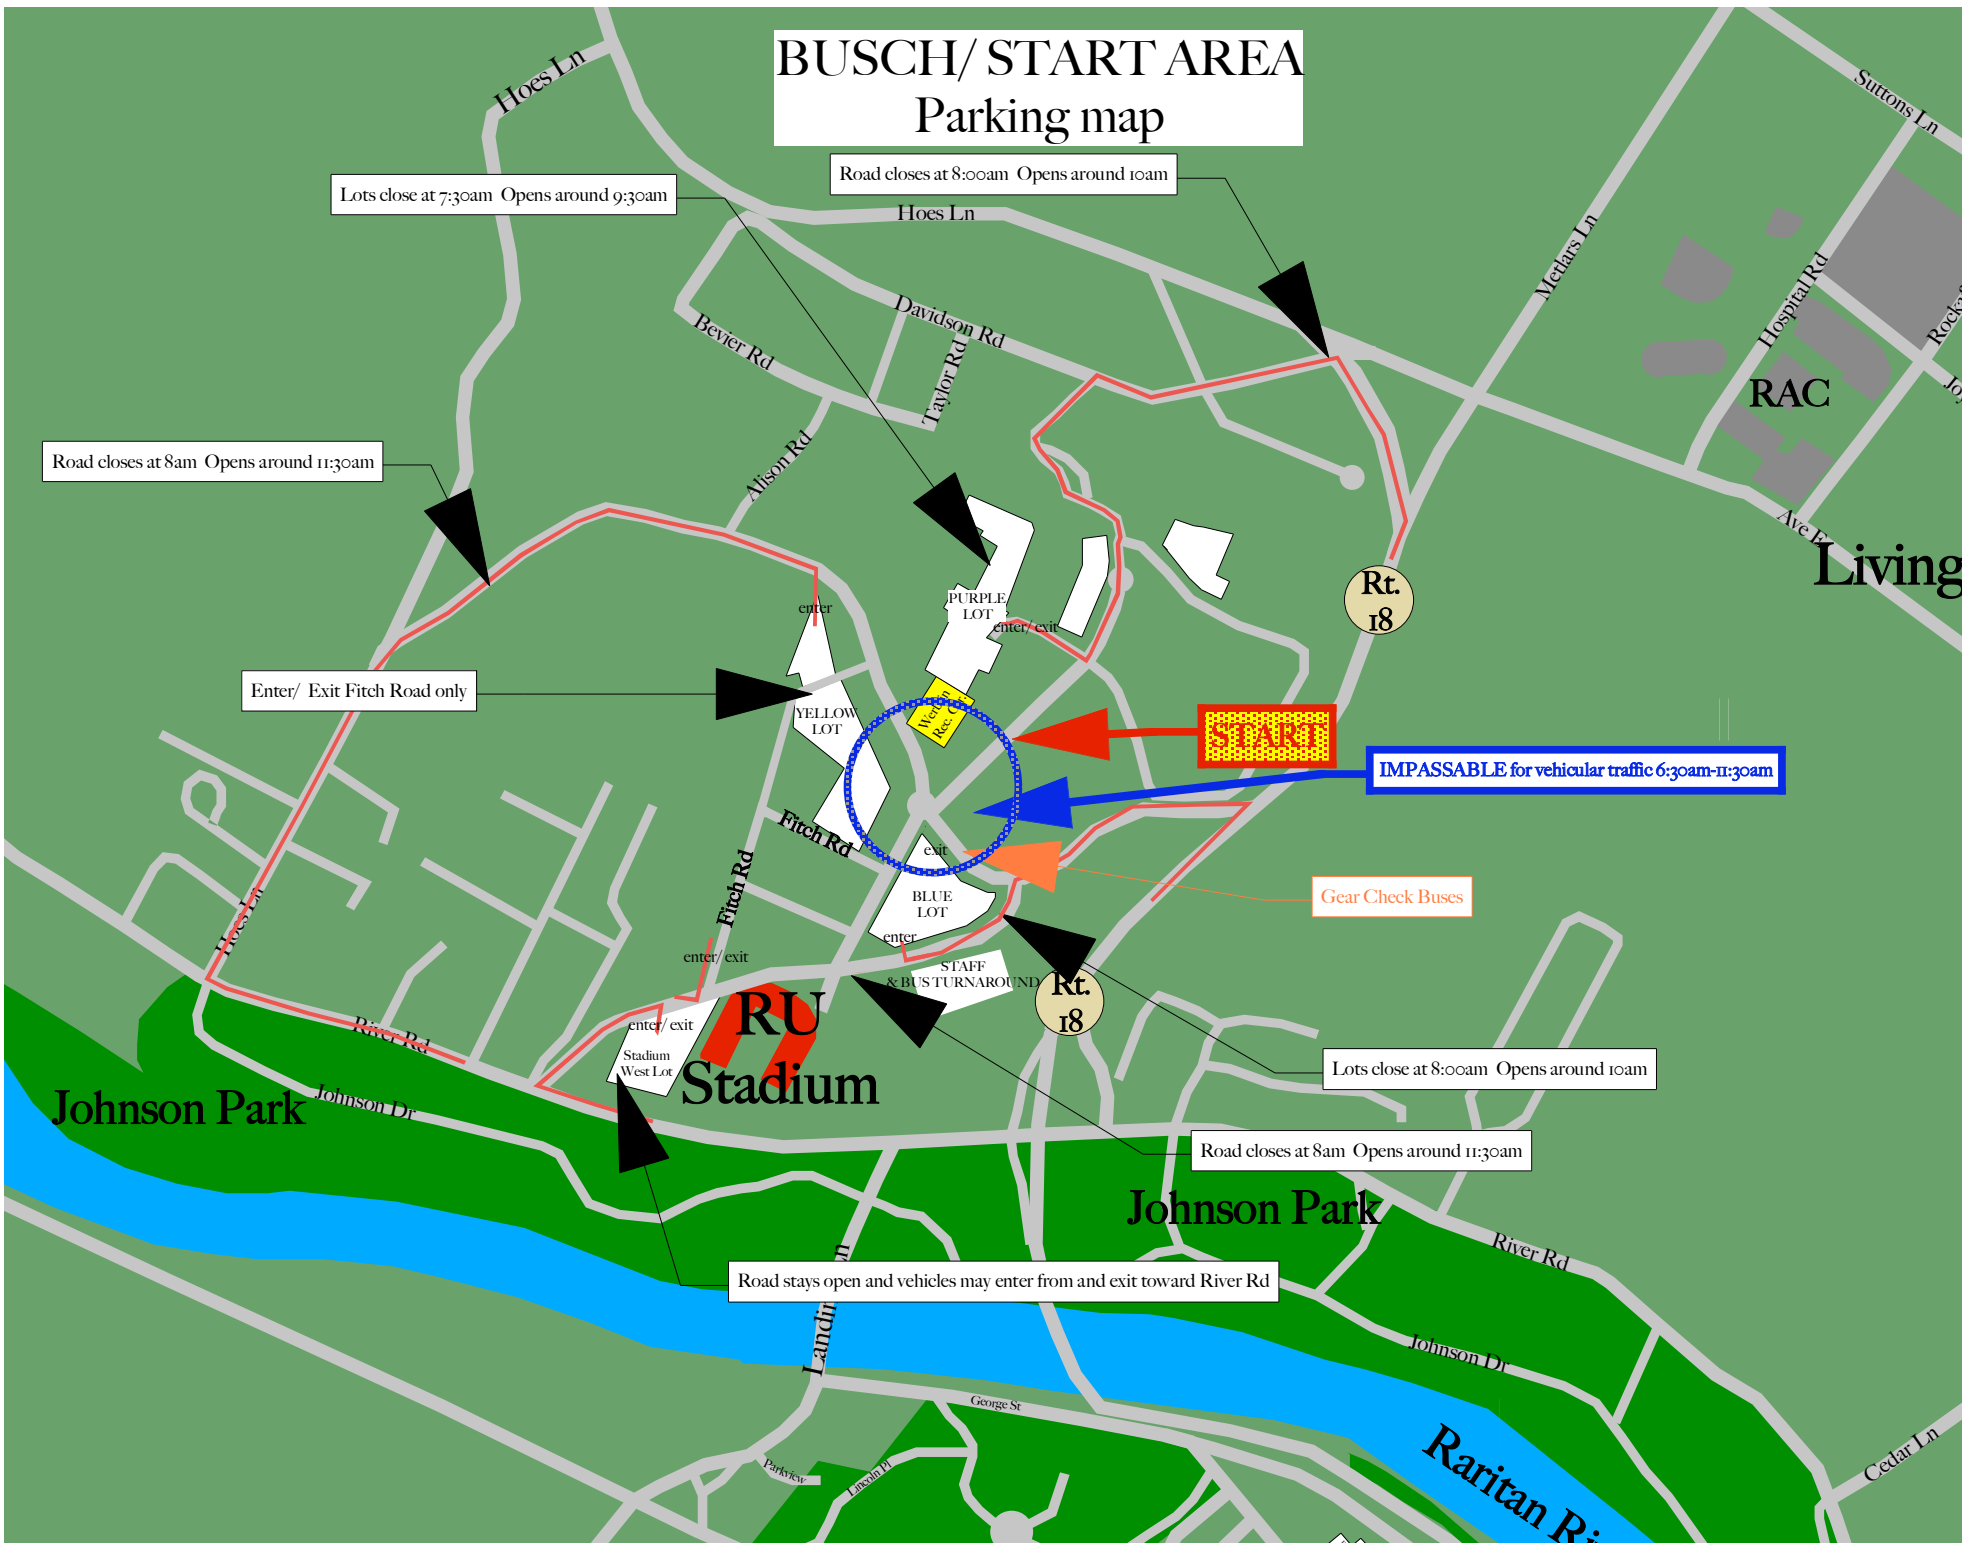 BUSCH/ START AREA
Parking map
Hoes Ln
Suttons Ln
Road closes at 8:00am  Opens around 10am
Lots close at 7:30am  Opens around 9:30am
Hoes Ln
Metlars Ln
Hospital Rd
Davidson Rd
Bevier Rd
Taylor Rd
RAC
Alison Rd
Road closes at 8am  Opens around 11:30am
Ave E
Living
Rt.
18
PURPLE
LOT
enter
enter/ exit
Enter/  Exit Fitch Road only
YELLOW
LOT
START
IMPASSABLE for vehicular traffic 6:30am-11:30am
Fitch Rd
Fitch Rd
exit
BLUE
LOT
enter
Gear Check Buses
Hoes Ln
enter/ exit
STAFF
& BUS TURNAROUND
Rt.
18
RU
Stadium
enter/ exit
Stadium
West Lot
River Rd
Lots close at 8:00am  Opens around 10am
Johnson Park
Johnson Dr
Road closes at 8am  Opens around 11:30am
Johnson Park
River Rd
Road stays open and vehicles may enter from and exit toward River Rd
Johnson Dr
George St
Parkview
Lincoln Pl
Raritan Ri
Cedar Ln